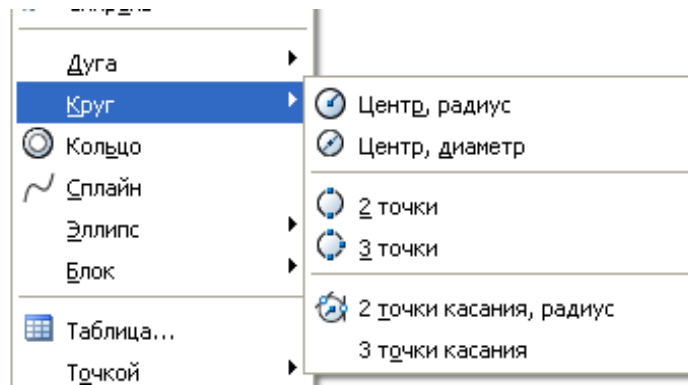 Дуга
Круг
Кольцо
Сплайн
Эллипс
Блок
Таблица...
Точкой
Центр, радиус
Центр, диаметр
2 точки
3 точки
2 точки касания, радиус
3 точки касания